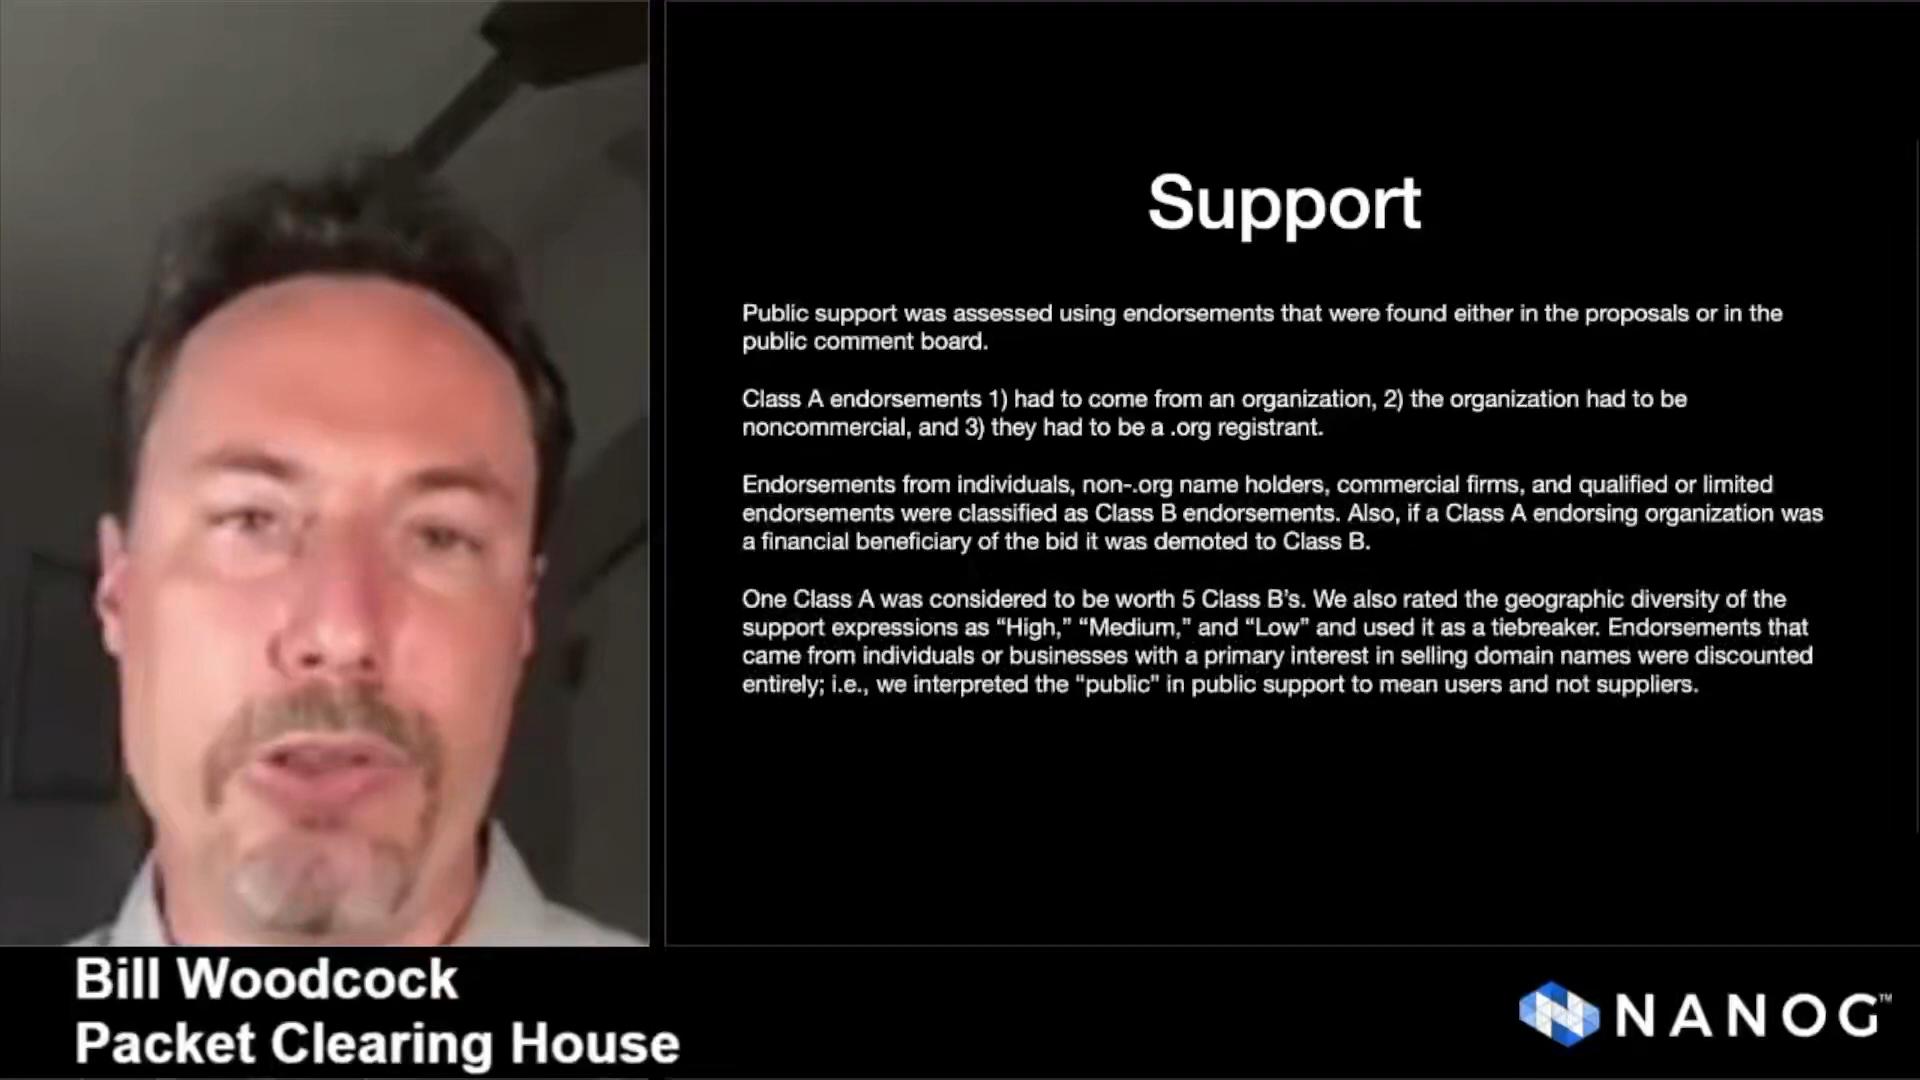 Support
Public support was assessed using endorsements that were found either in the proposals or in the
public comment board.
Class A endorsements 1) had to come from an organization, 2) the organization had to be
noncommercial, and 3) they had to be a .org registrant.
Endorsements from individuals, non-.org name holders, commercial firms, and qualified or limited
endorsements were classified as Class B endorsements. Also, if a Class A endorsing organization was
a financial beneficiary of the bid it was demoted to Class B.
One Class A was considered to be worth 5 Class B’s. We also rated the geographic diversity of the
support expressions as “High,” “Medium,” and “Low” and used it as a tiebreaker. Endorsements that
came from individuals or businesses with a primary interest in selling domain names were discounted
entirely; i.e., we interpreted the “public” in public support to mean users and not suppliers.
Bill Woodcock
Packet Clearing House
NANOG™